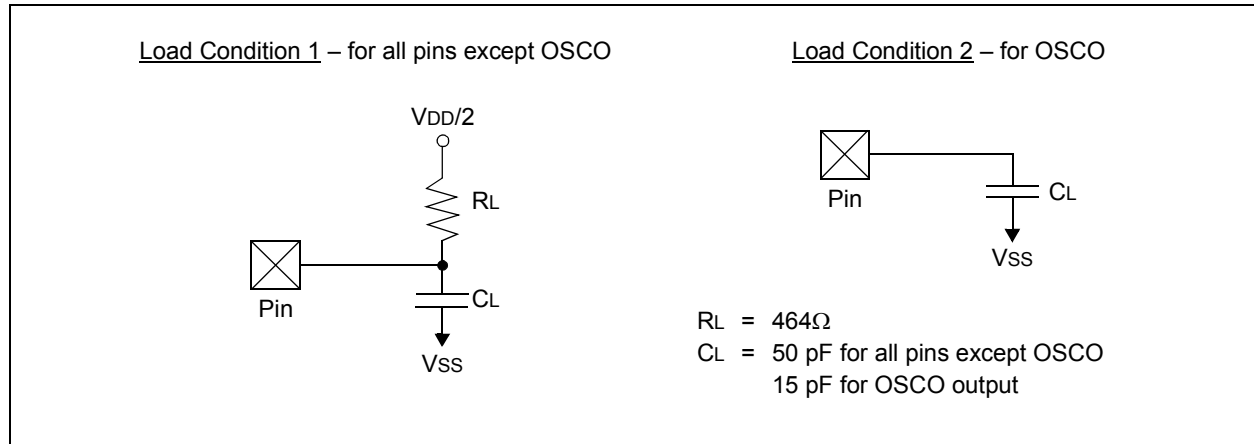 Load Condition 1 – for all pins except OSCO
VDD/2
RL
Pin
CL
VSS
Load Condition 2 – for OSCO
Pin
CL
VSS
RL = 464Ω
CL = 50 pF for all pins except OSCO
15 pF for OSCO output